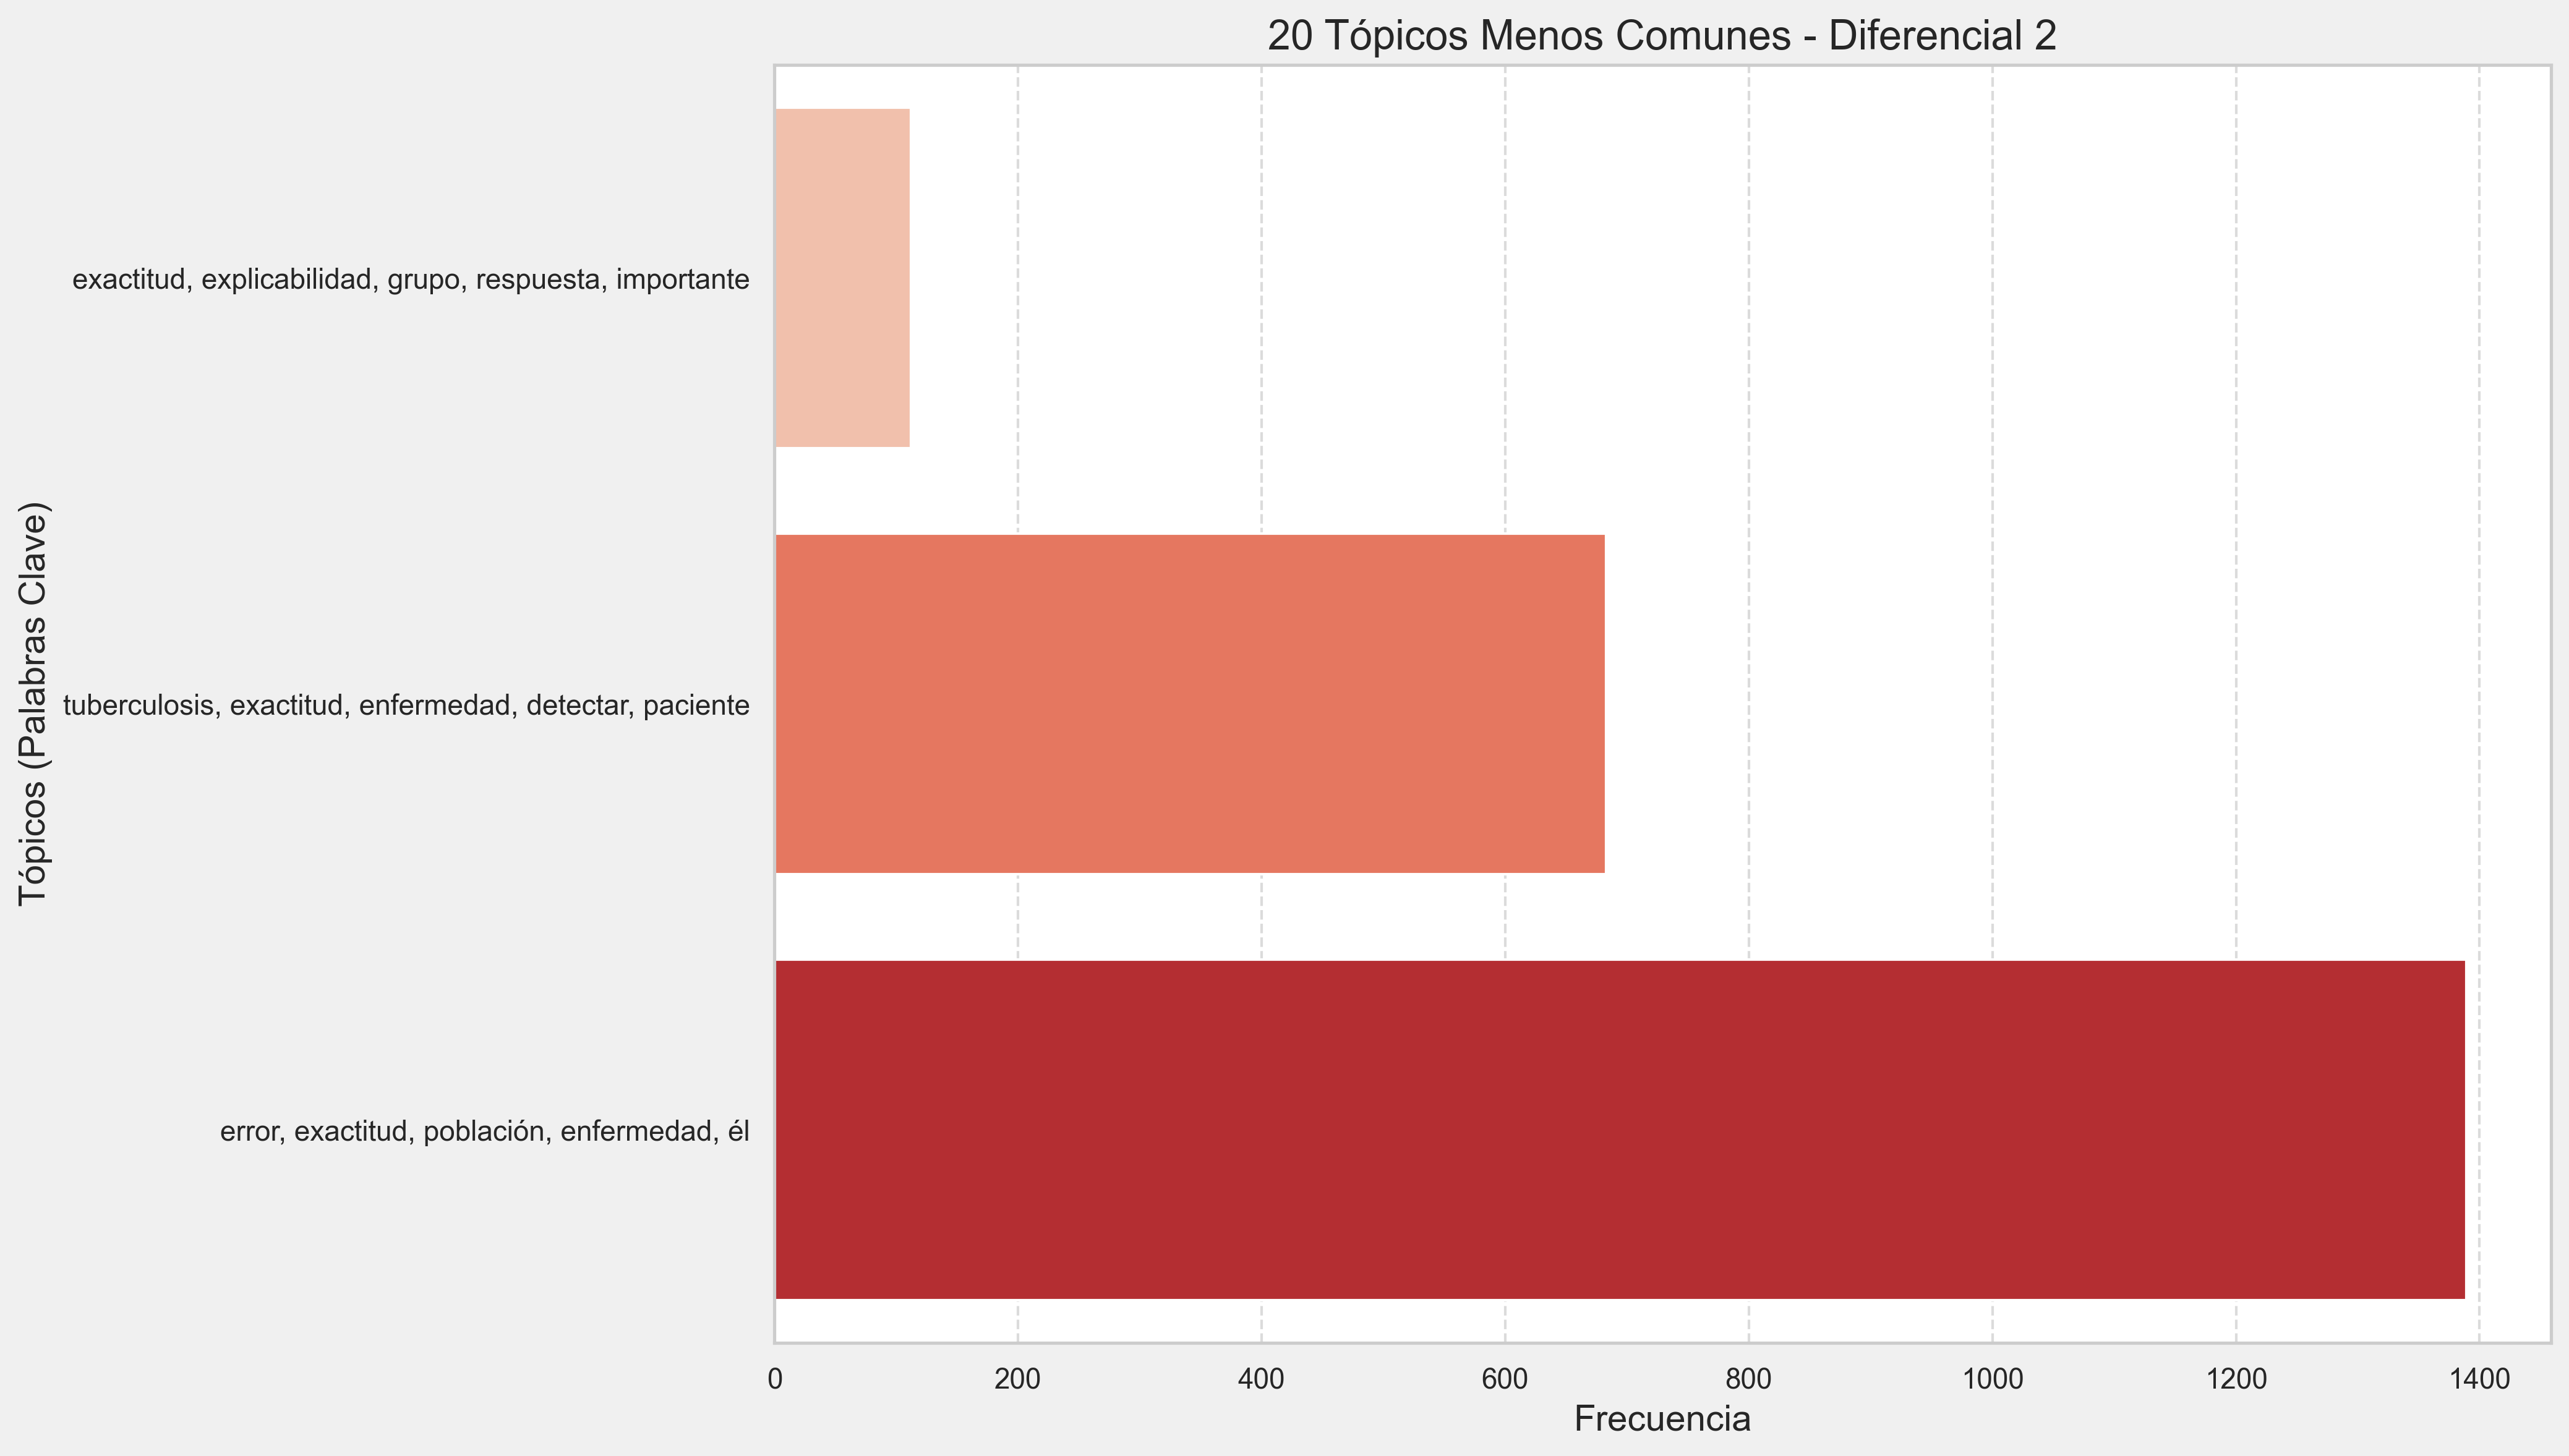 20 Tópicos Menos Comunes - Diferencial 2
Tópicos (Palabras Clave)
exactitud, explicabilidad, grupo, respuesta, importante
tuberculosis, exactitud, enfermedad, detectar, paciente
error, exactitud, población, enfermedad, él
0 200 400 600 800 1000 1200 1400
Frecuencia